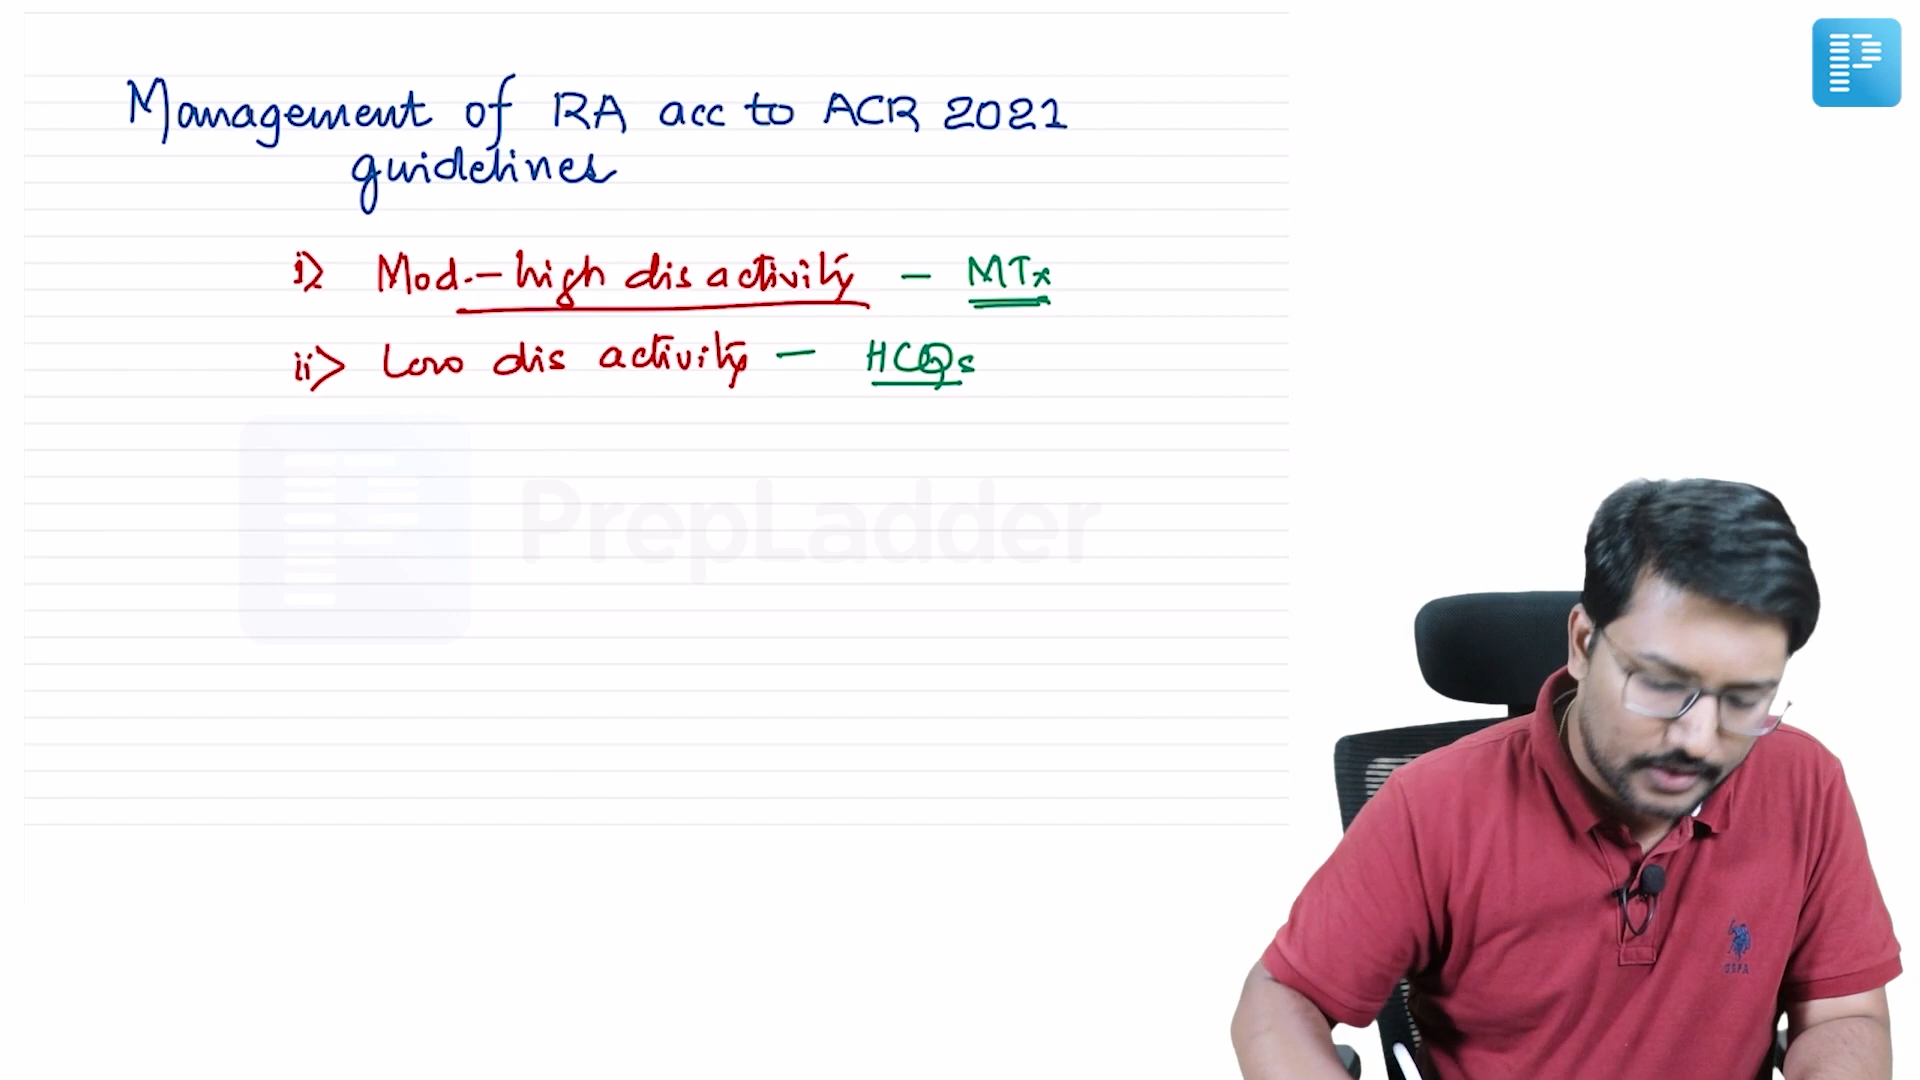 Management of RA acc to ACR 2021
guidelines
i> Mod.- high dis activity - MTx
ii> Low dis activity - HCQs
PrepLadder
USPA